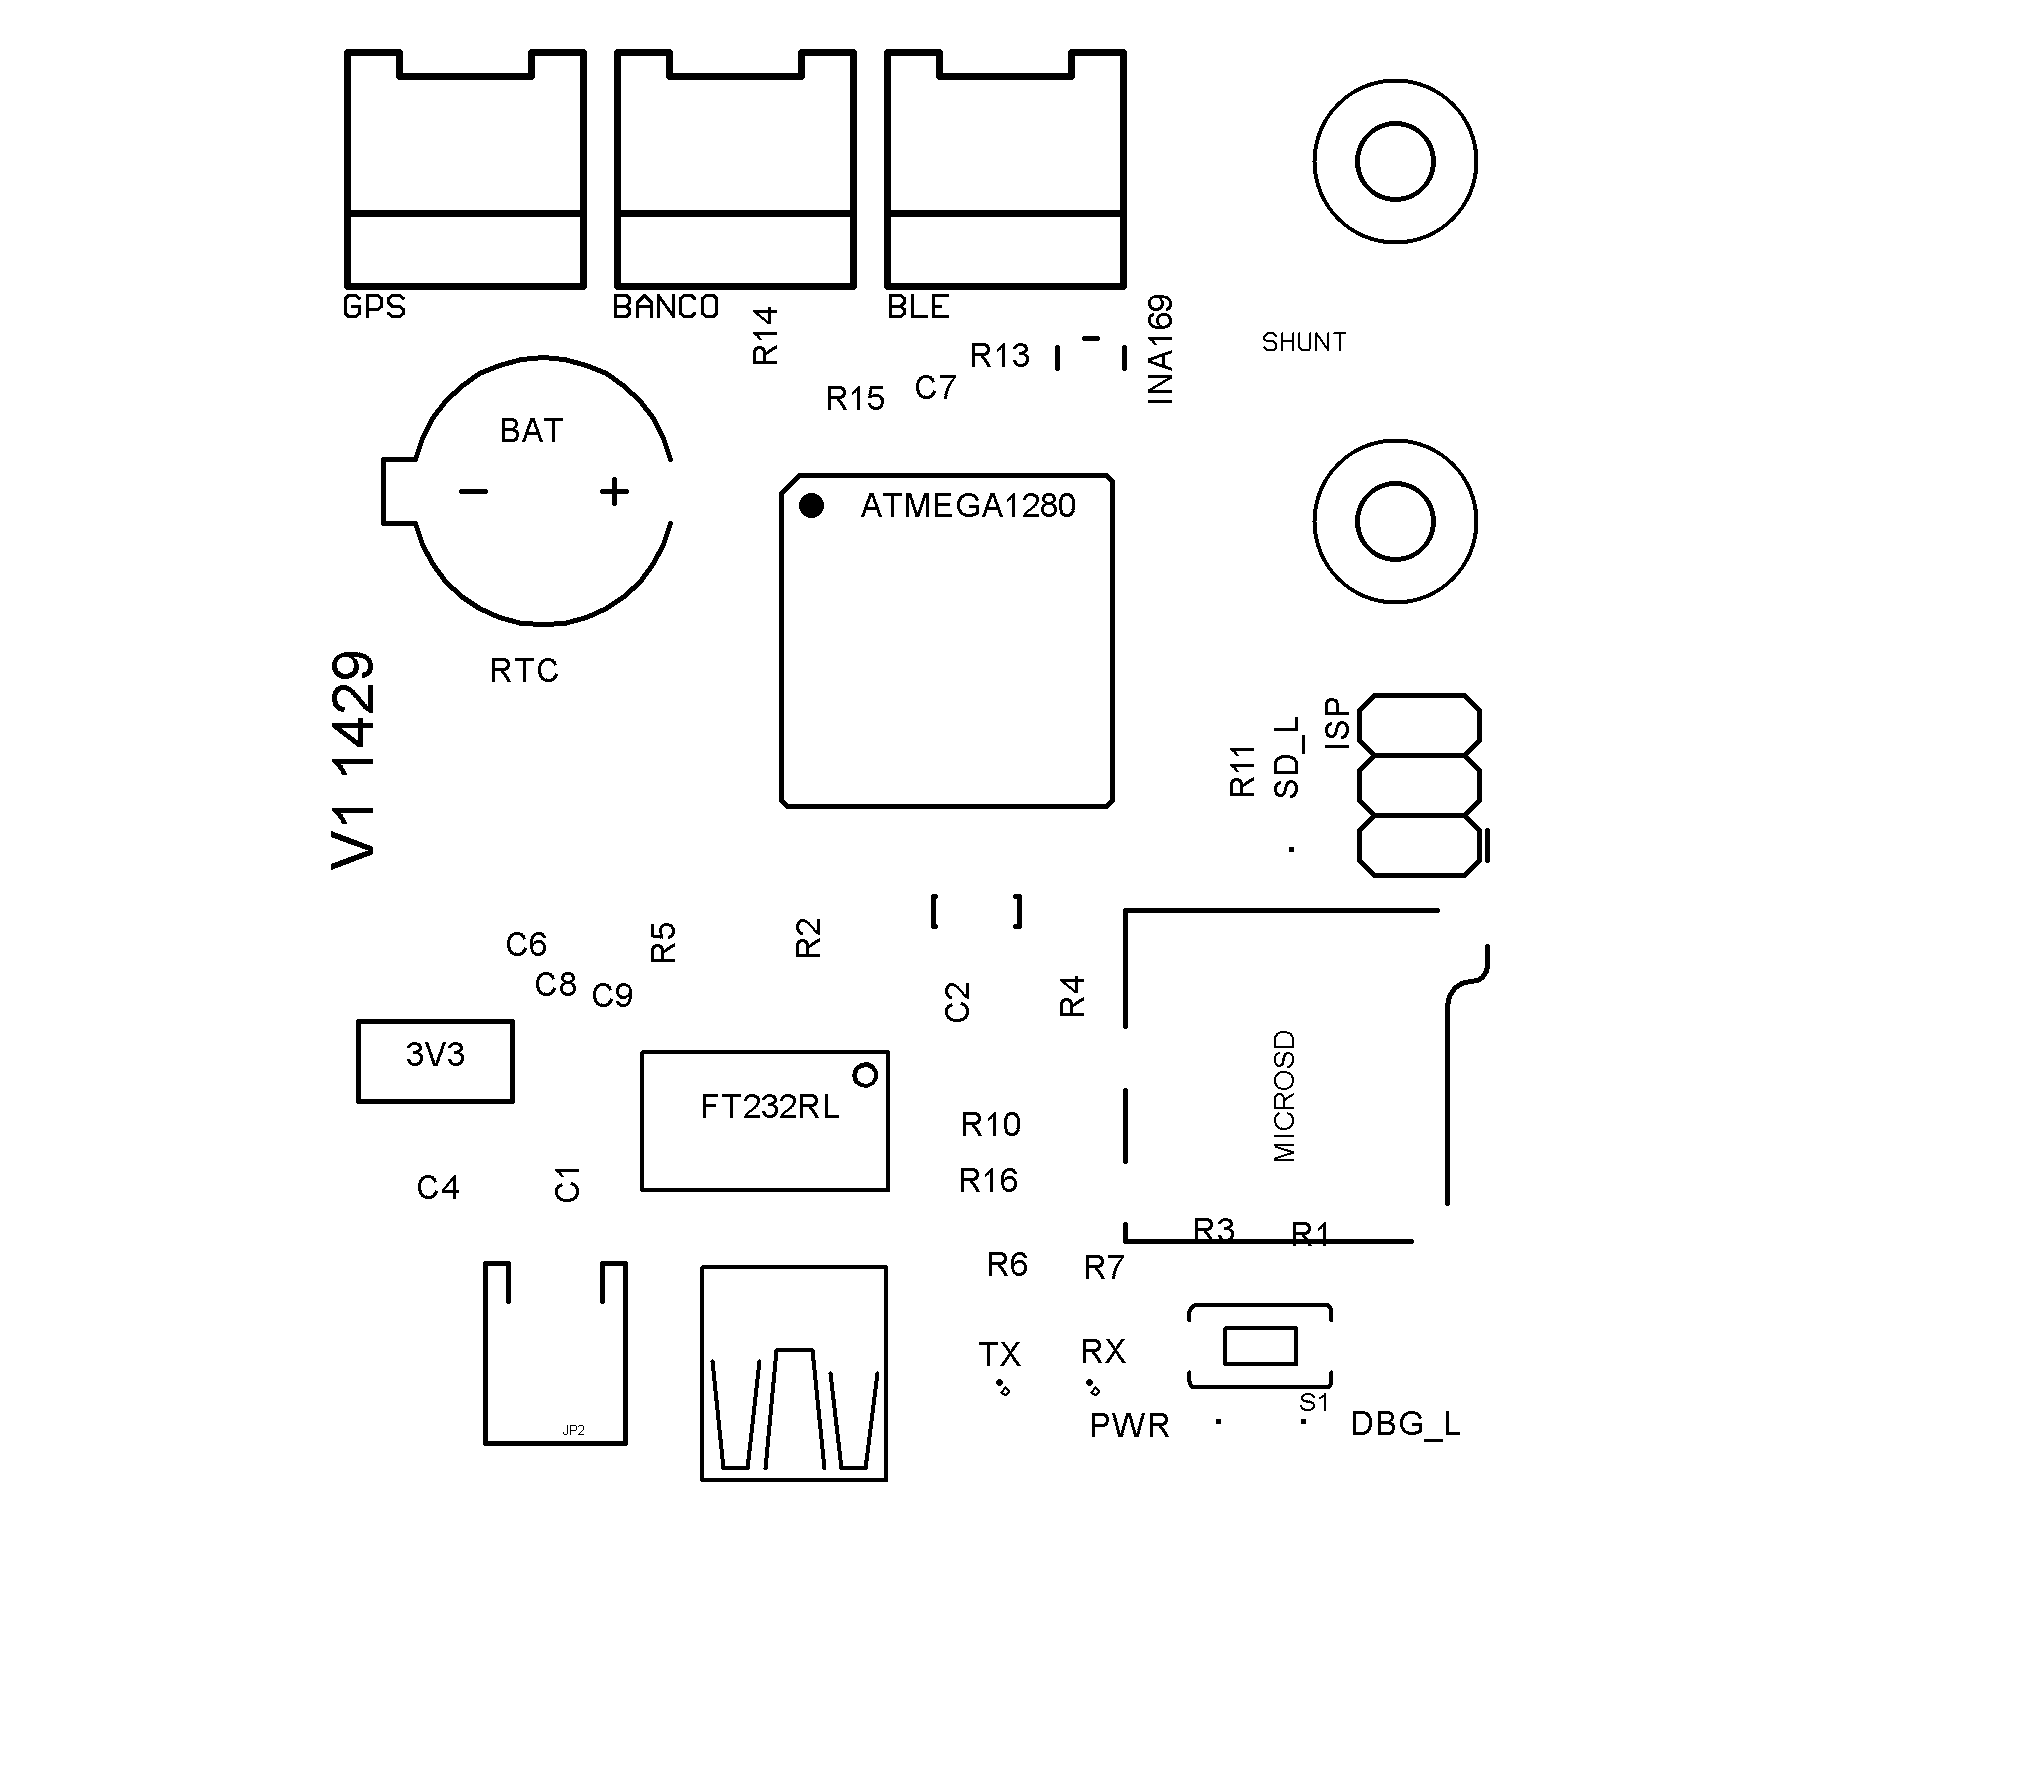 GPS
BANCO
BLE
R14
INA169
R13
SHUNT
C7
R15
BAT
- +
ATMEGA1280
RTC
V1 1429
ISP
SD_L
R11
C6
R5
R2
C8
C9
C2
R4
3V3
MICROSD
FT232RL
R10
C4
C1
R16
R3
R1
R6
R7
TX
RX
S1
JP2
PWR
DBG_L